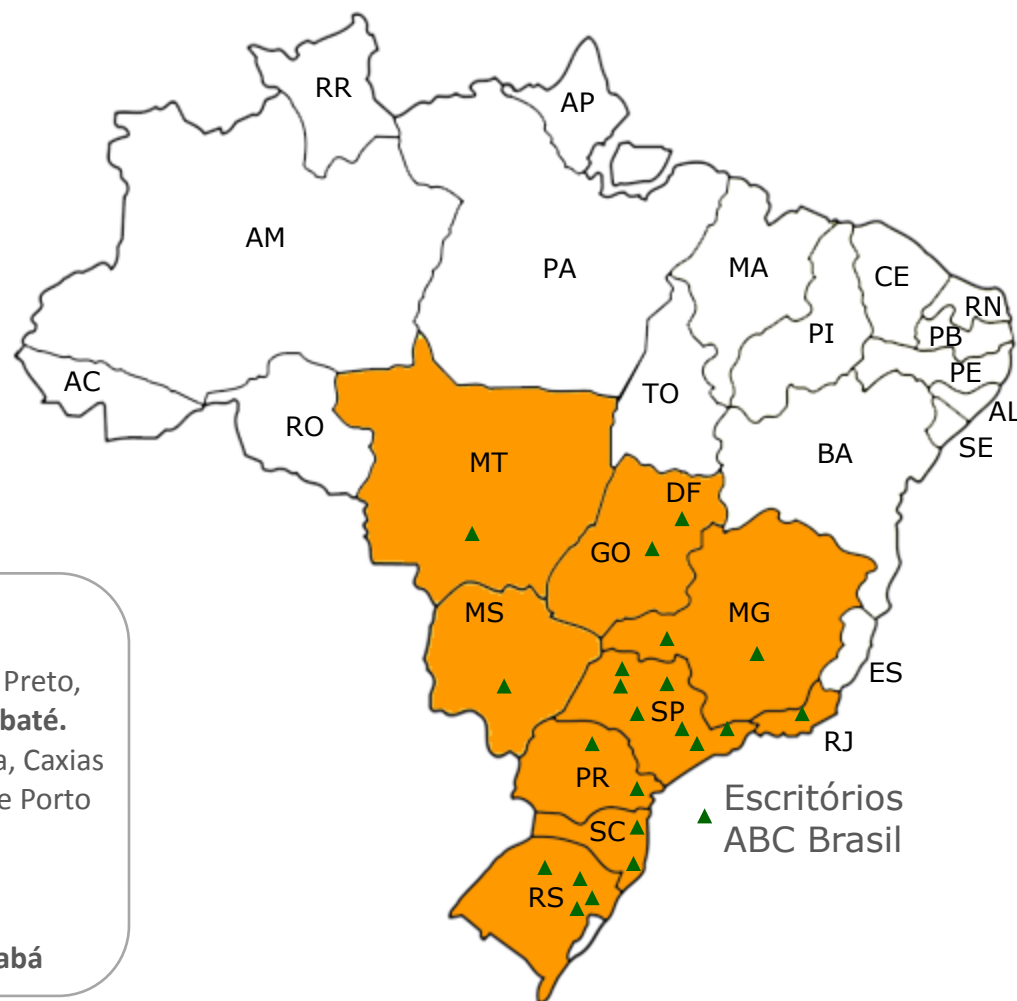 RR
AP
AM
PA
MA
CE
RN
PB
PI
PE
AC
TO
AL
RO
SE
BA
MT
DF
GO
MS
MG
ES
Preto,
SP
baté.
RJ
a, Caxias
PR
e Porto
Escritórios
ABC Brasil
SC
RS
abá